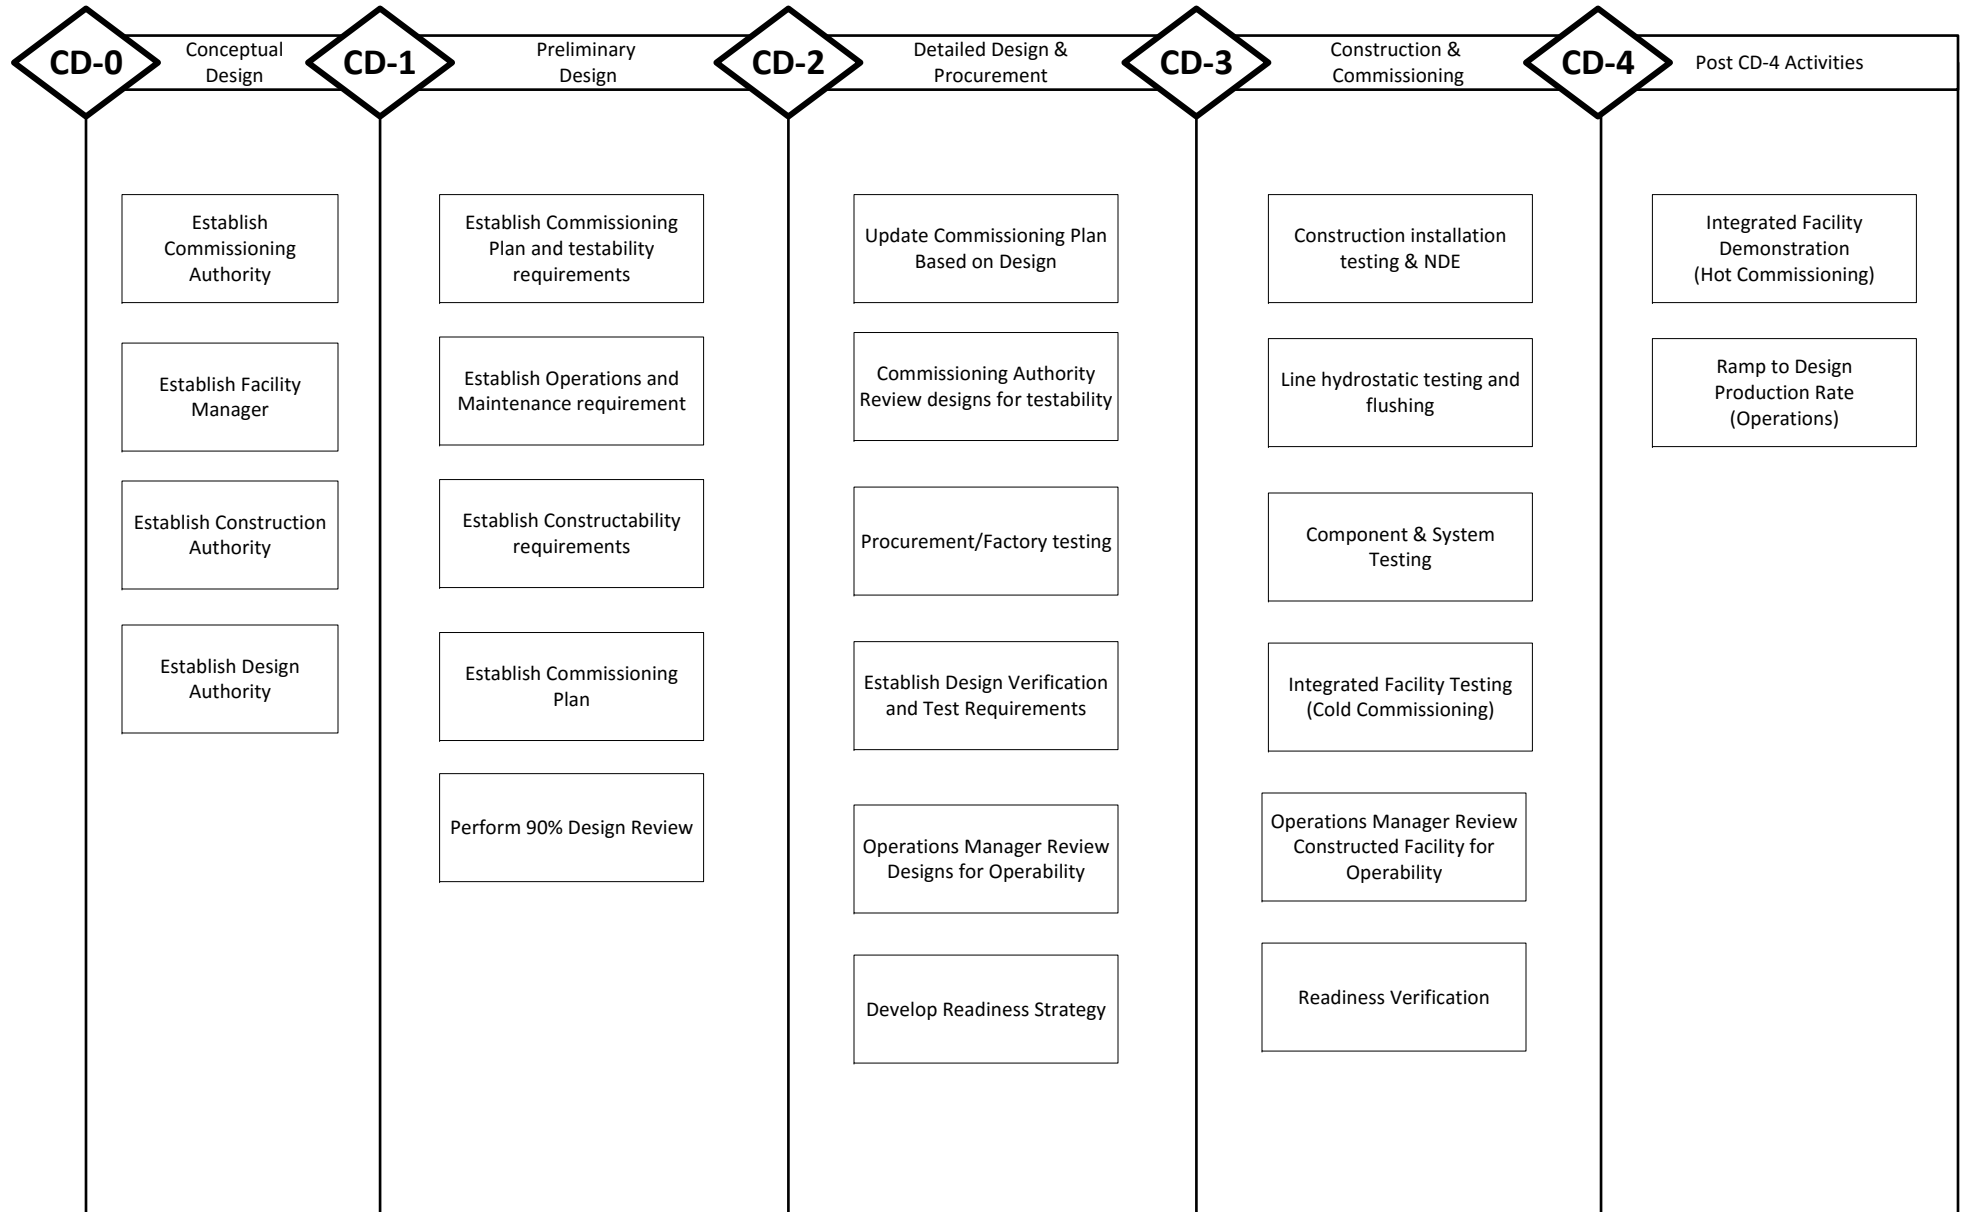 CD-0
Conceptual
Design
CD-1
Preliminary
Design
CD-2
Detailed Design &
Procurement
CD-3
Construction &
Commissioning
CD-4
Post CD-4 Activities
Establish
Commissioning
Authority
Establish Facility
Manager
Establish Construction
Authority
Establish Design
Authority
Establish Commissioning
Plan and testability
requirements
Establish Operations and
Maintenance requirement
Establish Constructability
requirements
Establish Commissioning
Plan
Perform 90% Design Review
Update Commissioning Plan
Based on Design
Commissioning Authority
Review designs for testability
Procurement/Factory testing
Establish Design Verification
and Test Requirements
Operations Manager Review
Designs for Operability
Develop Readiness Strategy
Construction installation
testing & NDE
Line hydrostatic testing and
flushing
Component & System
Testing
Integrated Facility Testing
(Cold Commissioning)
Operations Manager Review
Constructed Facility for
Operability
Readiness Verification
Integrated Facility
Demonstration
(Hot Commissioning)
Ramp to Design
Production Rate
(Operations)